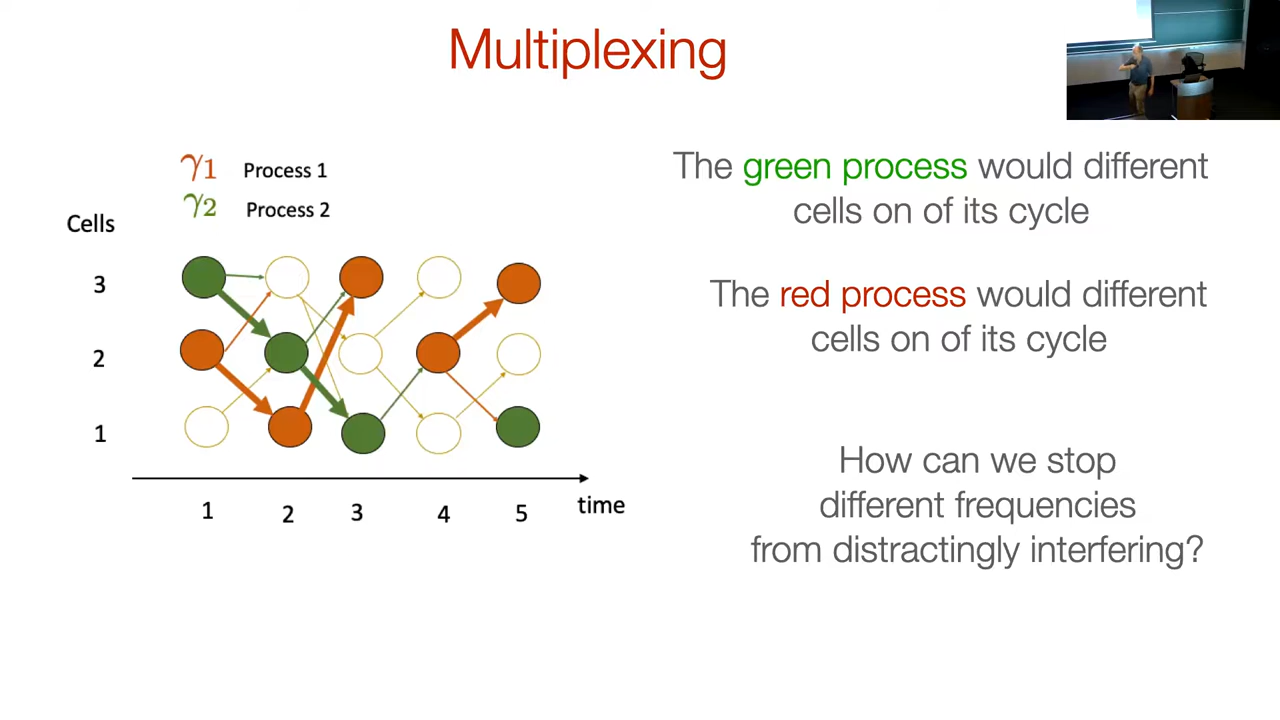 Multiplexing
γ1 Process 1
γ2 Process 2
Cells
3
2
1
1 2 3 4 5 time
The green process would different
cells on of its cycle
The red process would different
cells on of its cycle
How can we stop
different frequencies
from distractingly interfering?